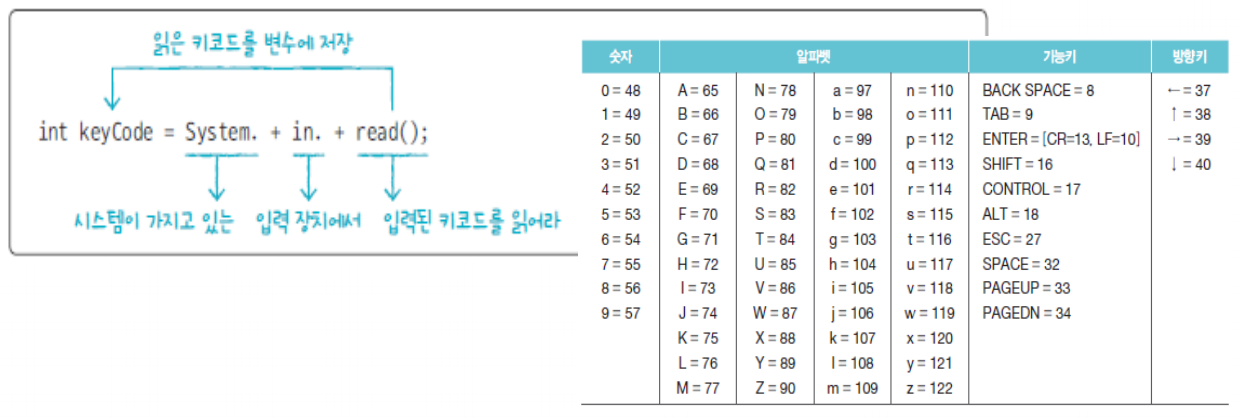 읽은 키코드를 변수에 저장
int keyCode = System. + in. + read();
시스템이 가지고 있는 입력 장치에서 입력된 키코드를 읽어라
숫자 알파벳 기능키 방향키
0 = 48 A = 65 N = 78 a = 97 n = 110 BACK SPACE = 8 ← = 37
1 = 49 B = 66 O = 79 b = 98 o = 111 TAB = 9 ↑ = 38
2 = 50 C = 67 P = 80 c = 99 p = 112 ENTER = [CR=13, LF=10] → = 39
3 = 51 D = 68 Q = 81 d = 100 q = 113 SHIFT = 16 ↓ = 40
4 = 52 E = 69 R = 82 e = 101 r = 114 CONTROL = 17
5 = 53 F = 70 S = 83 f = 102 s = 115 ALT = 18
6 = 54 G = 71 T = 84 g = 103 t = 116 ESC = 27
7 = 55 H = 72 U = 85 h = 104 u = 117 SPACE = 32
8 = 56 I = 73 V = 86 i = 105 v = 118 PAGEUP = 33
9 = 57 J = 74 W = 87 j = 106 w = 119 PAGEDN = 34
K = 75 X = 88 k = 107 x = 120
L = 76 Y = 89 l = 108 y = 121
M = 77 Z = 90 m = 109 z = 122